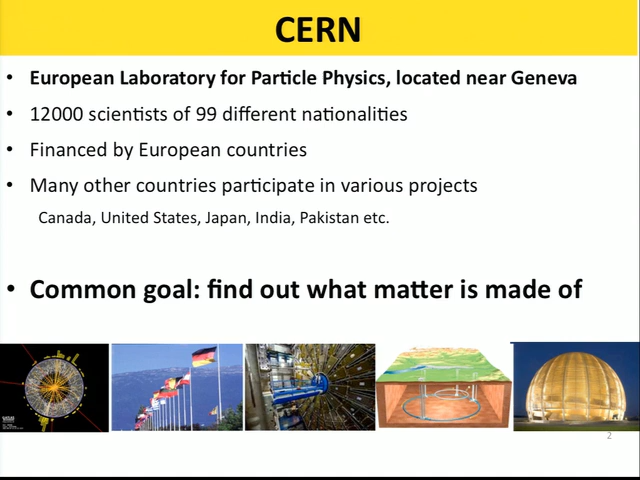 CERN
• European Laboratory for Particle Physics, located near Geneva
• 12000 scientists of 99 different nationalities
• Financed by European countries
• Many other countries participate in various projects
Canada, United States, Japan, India, Pakistan etc.
• Common goal: find out what matter is made of
2